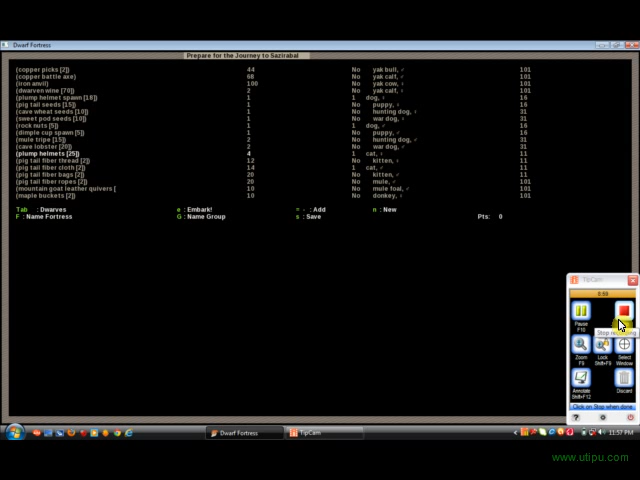 Dwarf Fortress
Prepare for the Journey to Sazirabal
(copper picks [2]) 44 No yak bull, ♂ 101
(copper battle axe) 68 No yak calf, ♂ 101
(iron anvil) 100 No yak cow, ♀ 101
(dwarven wine [70]) 2 No yak calf, ♀ 101
(plump helmet spawn [16]) 1 1 dog, ♀ 16
(pig tail seeds [15]) 1 No puppy, ♀ 16
(cave wheat seeds [10]) 1 No hunting dog, ♀ 31
(sweet pod seeds [10]) 1 No war dog, ♀ 31
(rock nuts [5]) 1 1 dog, ♂ 16
(dimple cup spawn [5]) 1 No puppy, ♂ 16
(mule tripe [15]) 2 No hunting dog, ♂ 31
(cave lobster [20]) 2 No war dog, ♂ 31
(plump helmets [25]) 4 1 cat, ♀ 11
(pig tail fiber thread [2]) 12 No kitten, ♀ 11
(pig tail fiber cloth [2]) 14 1 cat, ♂ 11
(pig tail fiber bags [2]) 20 No kitten, ♂ 11
(pig tail fiber ropes [2]) 20 No mule, ♂ 101
(mountain goat leather quivers [ 10 No mule foal, ♂ 101
(maple buckets [2]) 10 No donkey, ♀ 101
Tab : Dwarves e : Embark! = - : Add n : New
F : Name Fortress G : Name Group s : Save Pts: 0
TipCam
Pause
F10
Stop recording
Zoom
F9
Lock
Shift+F9
Select
Window
Annotate
Shift+F12
Discard
Click on Stop when done
Dwarf Fortress
TipCam
11:57 PM
www.utipu.com